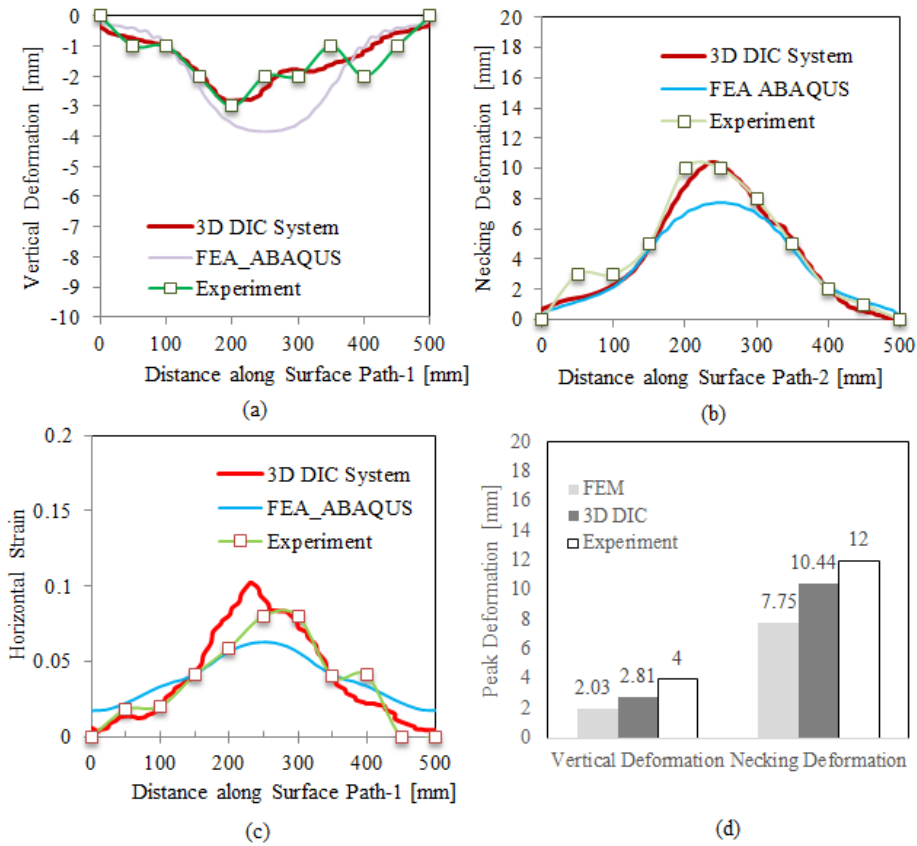 0
-1
-2
-3
-4
-5
-6
-7
-8
-9
-10
Vertical Deformation [mm]
3D DIC System
FEA_ABAQUS
Experiment
0 100 200 300 400 500
Distance along Surface Path-1 [mm]
(a)
20
18
16
14
12
10
8
6
4
2
0
Necking Deformation [mm]
3D DIC System
FEA ABAQUS
Experiment
0 100 200 300 400 500
Distance along Surface Path-2 [mm]
(b)
0.2
0.15
0.1
0.05
0
Horizontal Strain
3D DIC System
FEA_ABAQUS
Experiment
0 100 200 300 400 500
Distance along Surface Path-1 [mm]
(c)
20
18
16
14
12
10
8
6
4
2
0
Peak Deformation [mm]
FEM
3D DIC
Experiment
2.03
2.81
4
7.75
10.44
12
Vertical Deformation Necking Deformation
(d)